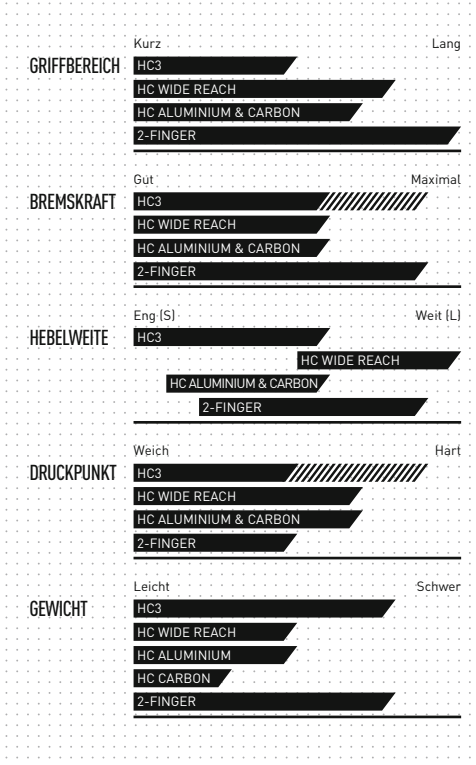 Kurz Lang
GRIFFBEREICH HC3
HC WIDE REACH
HC ALUMINIUM & CARBON
2-FINGER
Gut Maximal
BREMSKRAFT HC3
HC WIDE REACH
HC ALUMINIUM & CARBON
2-FINGER
Eng (S) Weit (L)
HEBELWEITE HC3
HC WIDE REACH
HC ALUMINIUM & CARBON
2-FINGER
Weich Hart
DRUCKPUNKT HC3
HC WIDE REACH
HC ALUMINIUM & CARBON
2-FINGER
Leicht Schwer
GEWICHT HC3
HC WIDE REACH
HC ALUMINIUM
HC CARBON
2-FINGER